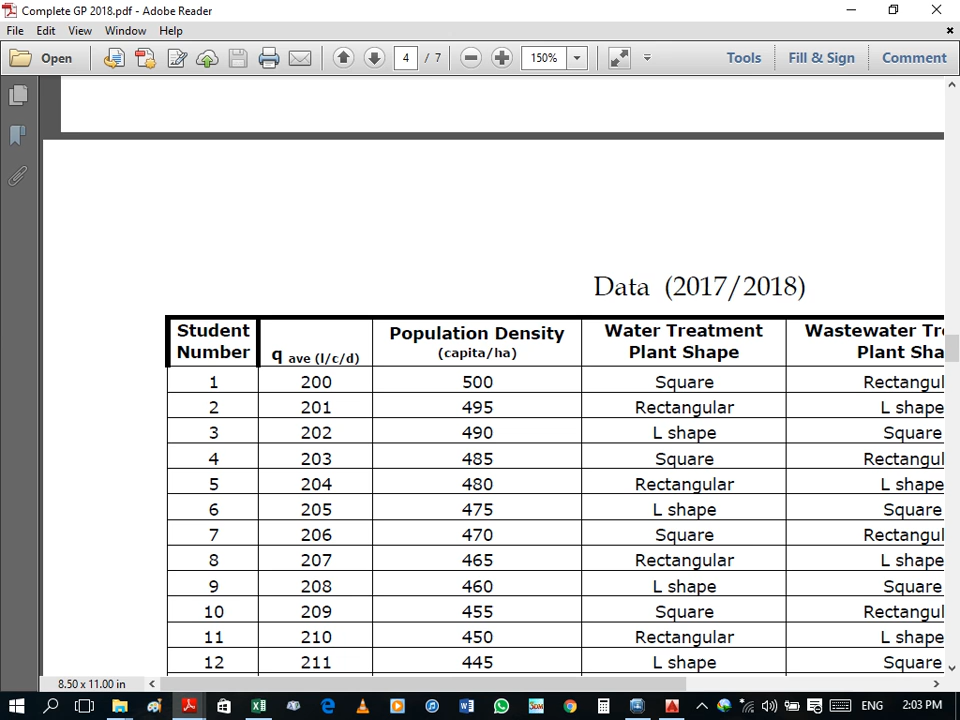 Complete GP 2018.pdf - Adobe Reader
File Edit View Window Help
Open 4 / 7 150% Tools Fill & Sign Comment
Data (2017/2018)
Student Number q ave (l/c/d) Population Density (capita/ha) Water Treatment Plant Shape Wastewater Tre Plant Sha
1 200 500 Square Rectangul
2 201 495 Rectangular L shape
3 202 490 L shape Square
4 203 485 Square Rectangul
5 204 480 Rectangular L shape
6 205 475 L shape Square
7 206 470 Square Rectangul
8 207 465 Rectangular L shape
9 208 460 L shape Square
10 209 455 Square Rectangul
11 210 450 Rectangular L shape
12 211 445 L shape Square
8.50 x 11.00 in
ENG 2:03 PM